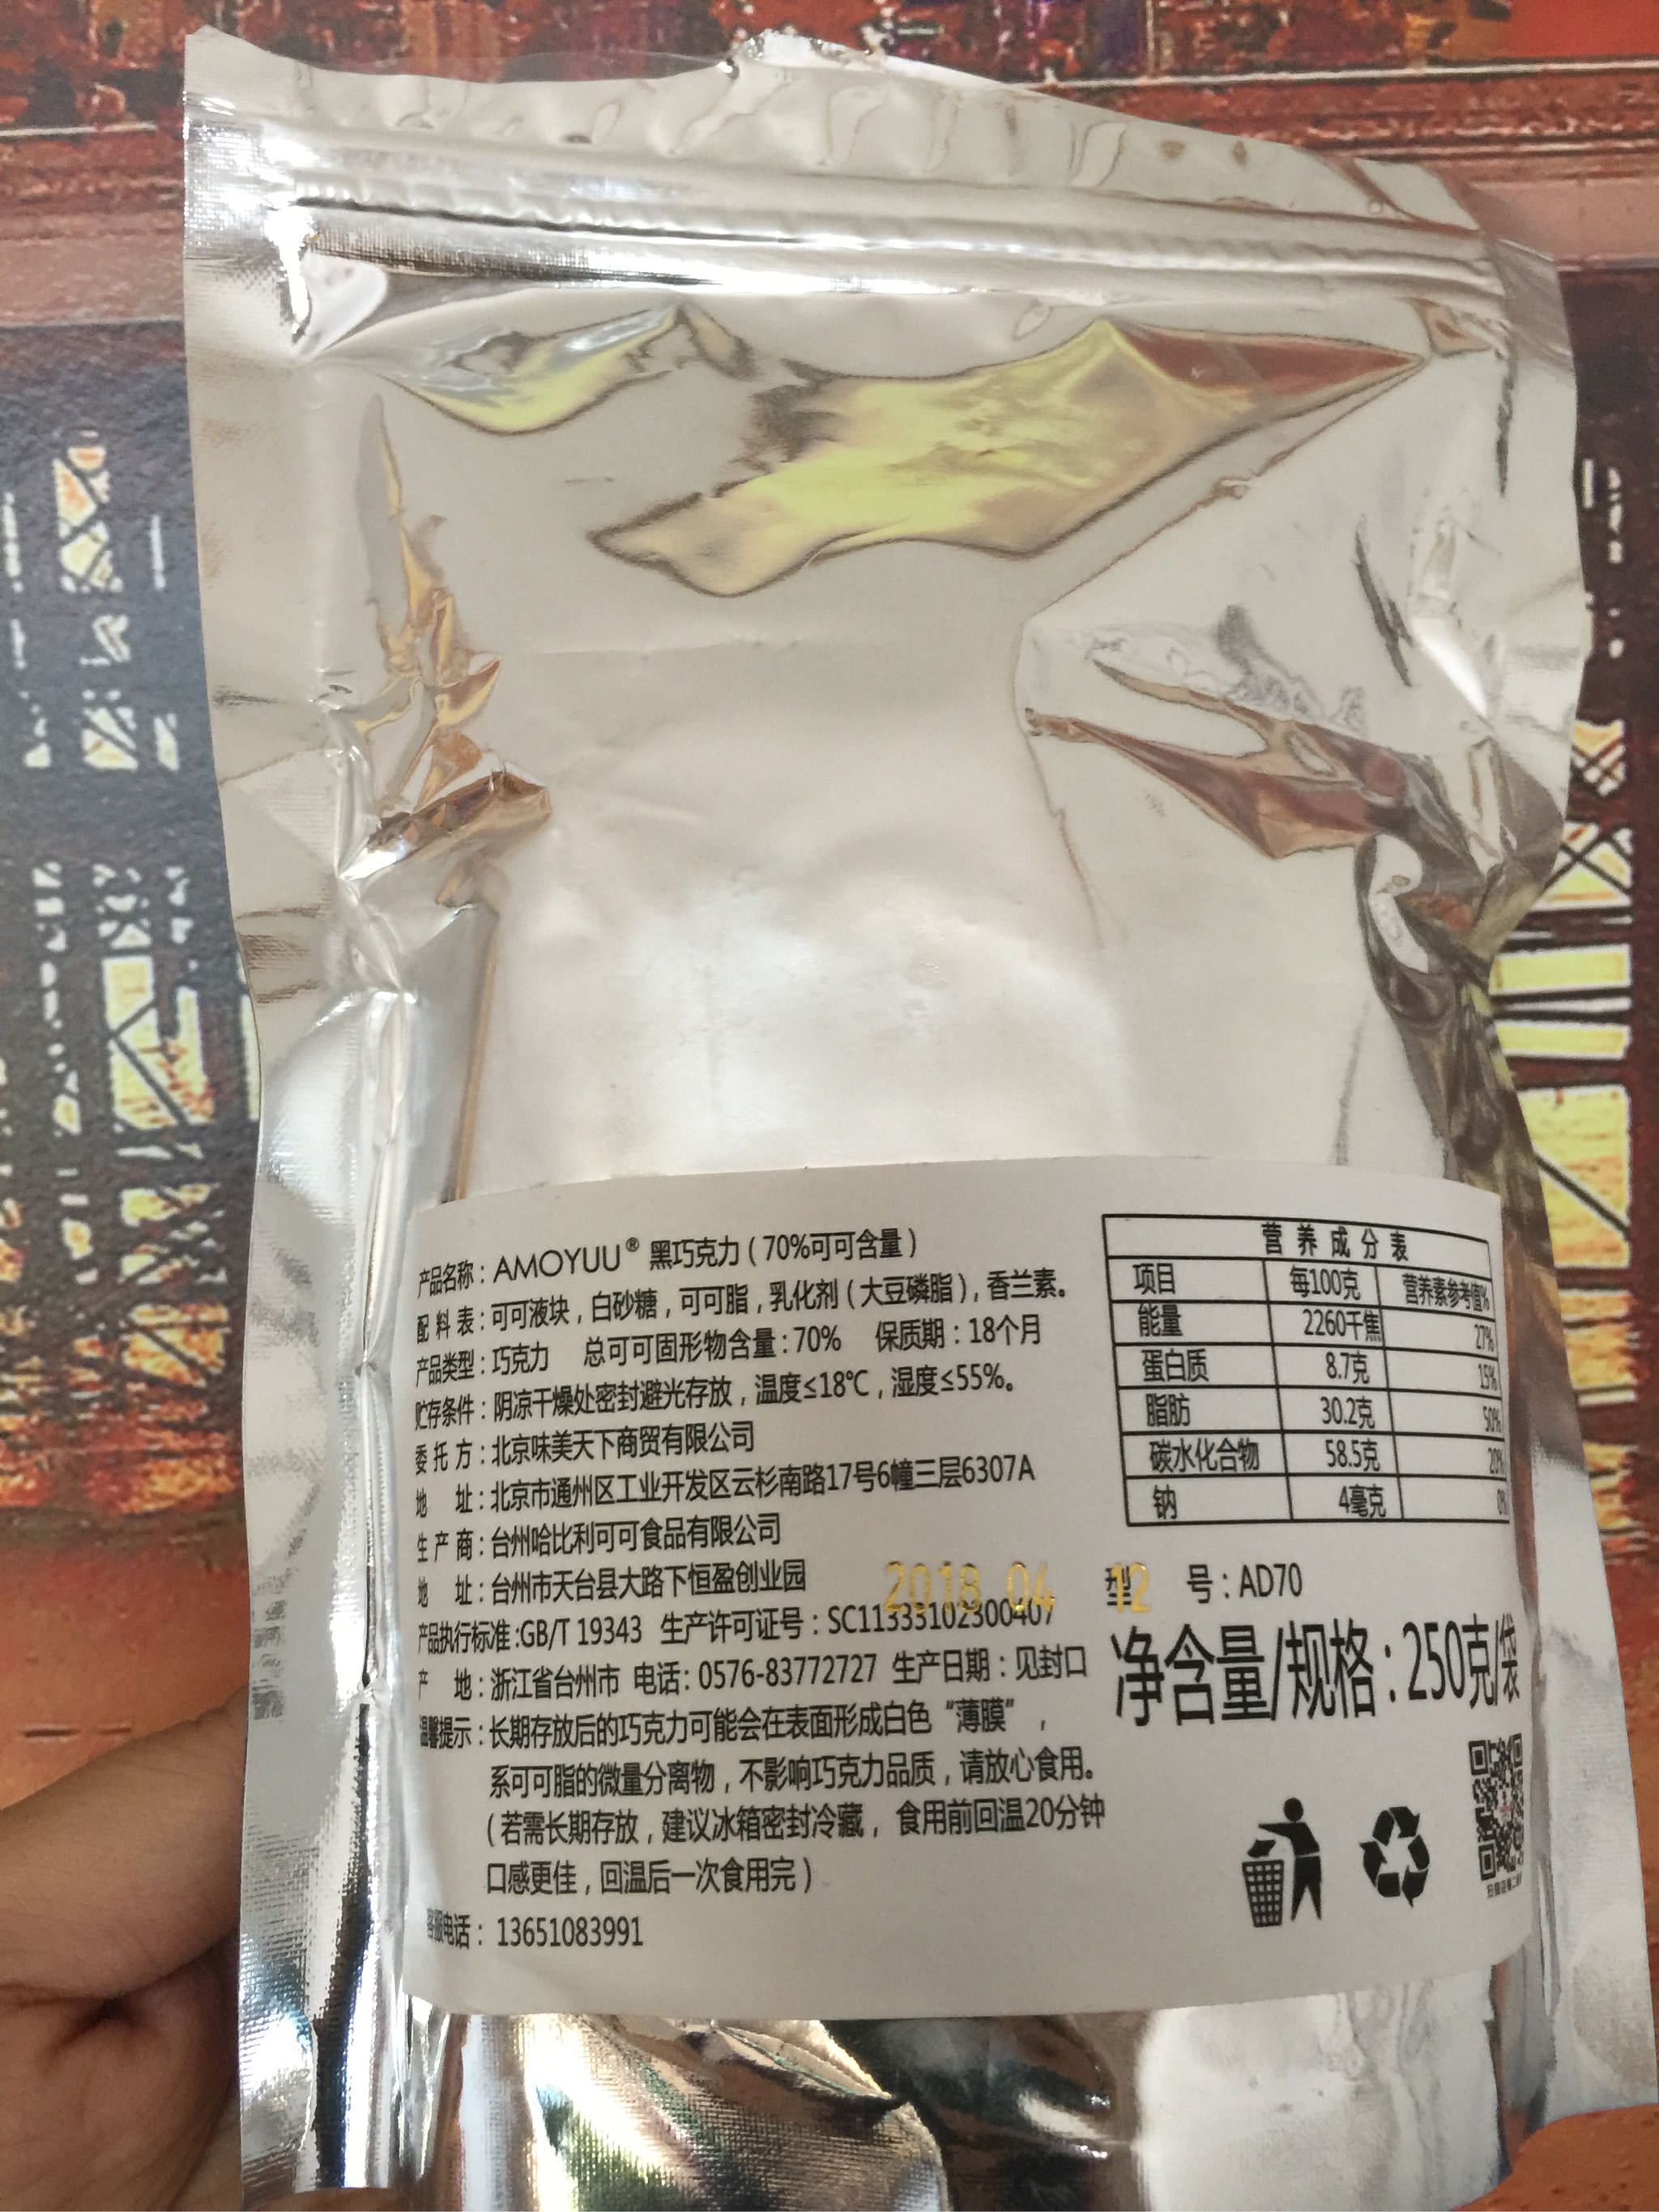 产品名称：AMOYUU® 黑巧克力（70%可可含量）
配 料 表：可可液块，白砂糖，可可脂，乳化剂（大豆磷脂），香兰素。
产品类型：巧克力 总可可固形物含量：70% 保质期：18个月
贮存条件：阴凉干燥处密封避光存放，温度≤18℃，湿度≤55%。
委 托 方：北京味美天下商贸有限公司
地 址：北京市通州区工业开发区云杉南路17号6幢三层6307A
生 产 商：台州哈比利可可食品有限公司
地 址：台州市天台县大路下恒盈创业园
产品执行标准:GB/T 19343 生产许可证号：SC11333102300407
产 地：浙江省台州市 电话：0576-83772727 生产日期：见封口
温馨提示：长期存放后的巧克力可能会在表面形成白色“薄膜”，
系可可脂的微量分离物，不影响巧克力品质，请放心食用。
（若需长期存放，建议冰箱密封冷藏，食用前回温20分钟
口感更佳，回温后一次食用完）
客服电话：13651083991
营 养 成 分 表
项目 每100克 营养素参考值%
能量 2260千焦 27%
蛋白质 8.7克 15%
脂肪 30.2克 50%
碳水化合物 58.5克 20%
钠 4毫克 0%
2018 04 12
型 号：AD70
净含量/规格：250克/袋